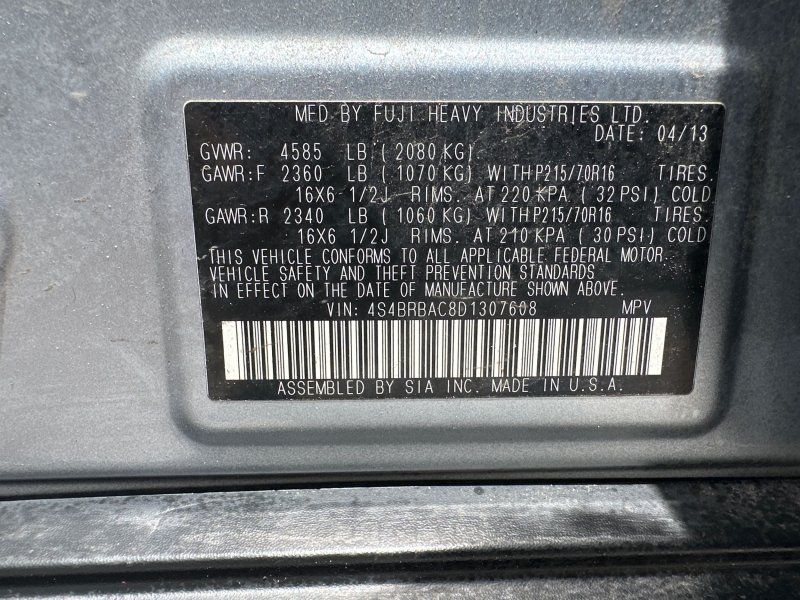 MFD BY FUJI HEAVY INDUSTRIES LTD.
DATE: 04/13
GVWR: 4585 LB (2080 KG)
GAWR:F 2360 LB (1070 KG) WITH P215/70R16 TIRES.
16X6 1/2J RIMS. AT 220 KPA (32 PSI) COLD
GAWR:R 2340 LB (1060 KG) WITH P215/70R16 TIRES.
16X6 1/2J RIMS. AT 210 KPA (30 PSI) COLD
THIS VEHICLE CONFORMS TO ALL APPLICABLE FEDERAL MOTOR
VEHICLE SAFETY AND THEFT PREVENTION STANDARDS
IN EFFECT ON THE DATE OF MANUFACTURE SHOWN ABOVE.
VIN: 4S4BRBAC8D1307608 MPV
ASSEMBLED BY SIA INC. MADE IN U.S.A.